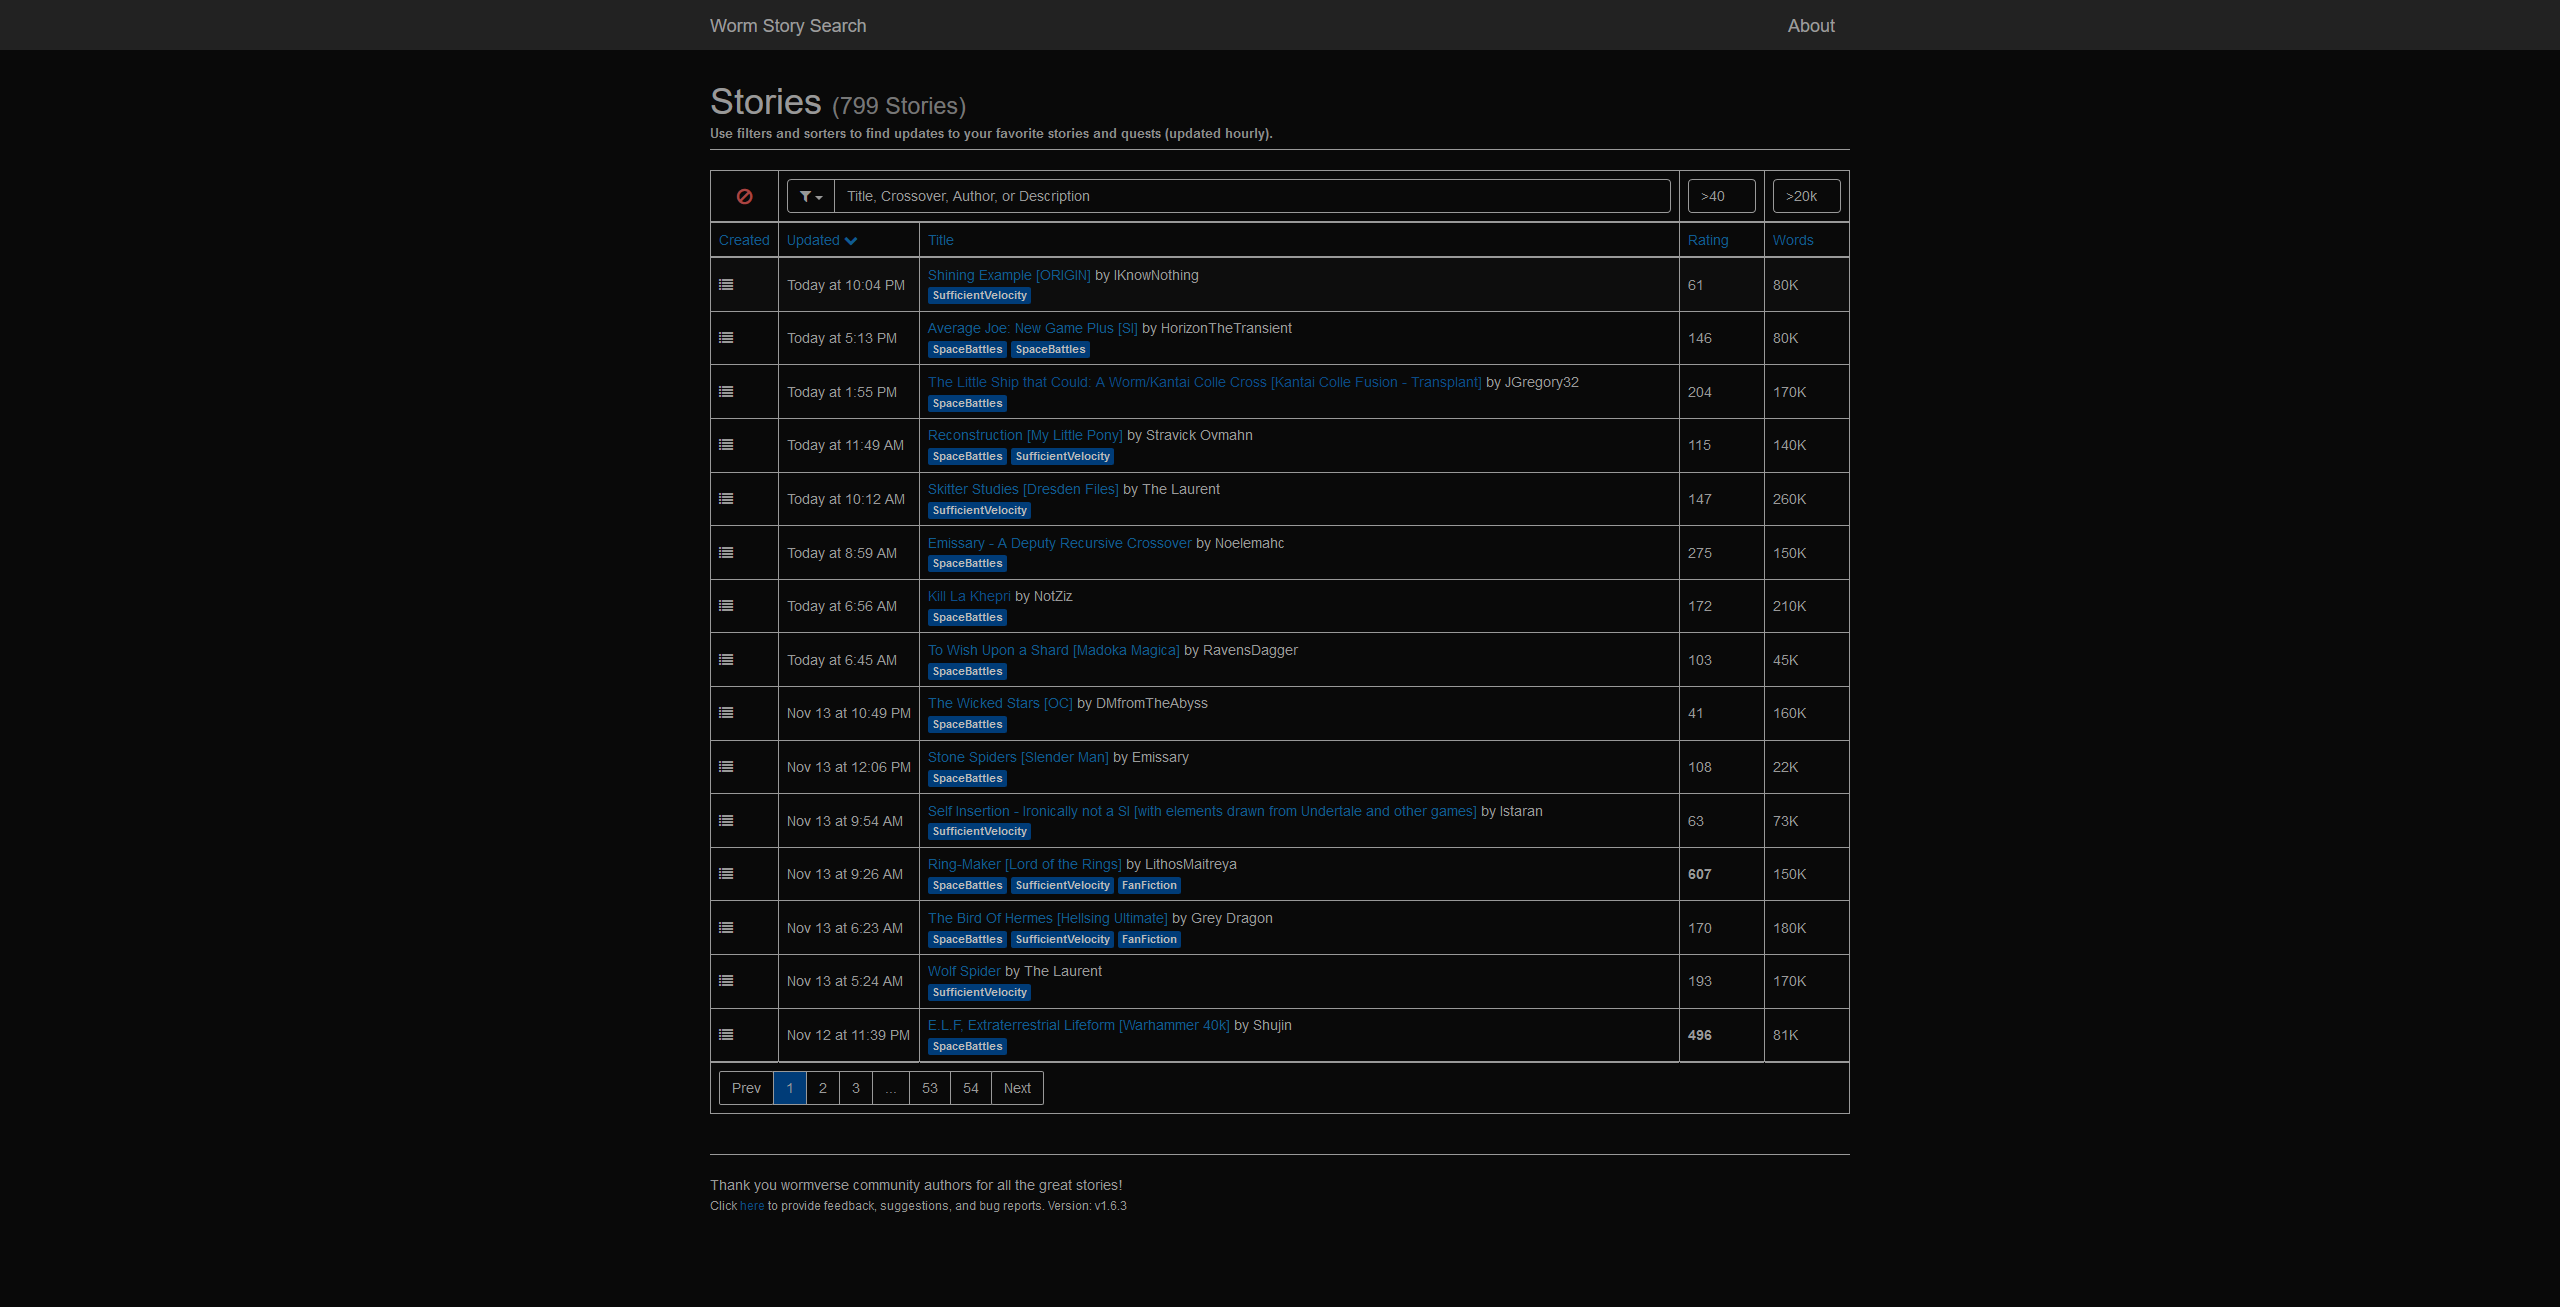 Worm Story Search About
Stories (799 Stories)
Use filters and sorters to find updates to your favorite stories and quests (updated hourly).
Title, Crossover, Author, or Description >40 >20k
Created Updated Title Rating Words
Shining Example [ORIGIN] by IKnowNothing
Today at 10:04 PM 61 80K
SufficientVelocity
Average Joe: New Game Plus [SI] by HorizonTheTransient
Today at 5:13 PM 146 80K
SpaceBattles SpaceBattles
The Little Ship that Could: A Worm/Kantai Colle Cross [Kantai Colle Fusion - Transplant] by JGregory32
Today at 1:55 PM 204 170K
SpaceBattles
Reconstruction [My Little Pony] by Stravick Ovmahn
Today at 11:49 AM 115 140K
SpaceBattles SufficientVelocity
Skitter Studies [Dresden Files] by The Laurent
Today at 10:12 AM 147 260K
SufficientVelocity
Emissary - A Deputy Recursive Crossover by Noelemahc
Today at 8:59 AM 275 150K
SpaceBattles
Kill La Khepri by NotZiz
Today at 6:56 AM 172 210K
SpaceBattles
To Wish Upon a Shard [Madoka Magica] by RavensDagger
Today at 6:45 AM 103 45K
SpaceBattles
The Wicked Stars [OC] by DMfromTheAbyss
Nov 13 at 10:49 PM 41 160K
SpaceBattles
Stone Spiders [Slender Man] by Emissary
Nov 13 at 12:06 PM 108 22K
SpaceBattles
Self Insertion - Ironically not a SI [with elements drawn from Undertale and other games] by Istaran
Nov 13 at 9:54 AM 63 73K
SufficientVelocity
Ring-Maker [Lord of the Rings] by LithosMaitreya
Nov 13 at 9:26 AM 607 150K
SpaceBattles SufficientVelocity FanFiction
The Bird Of Hermes [Hellsing Ultimate] by Grey Dragon
Nov 13 at 6:23 AM 170 180K
SpaceBattles SufficientVelocity FanFiction
Wolf Spider by The Laurent
Nov 13 at 5:24 AM 193 170K
SufficientVelocity
E.L.F, Extraterrestrial Lifeform [Warhammer 40k] by Shujin
Nov 12 at 11:39 PM 496 81K
SpaceBattles
Prev 1 2 3 ... 53 54 Next
Thank you wormverse community authors for all the great stories!
Click here to provide feedback, suggestions, and bug reports. Version: v1.6.3